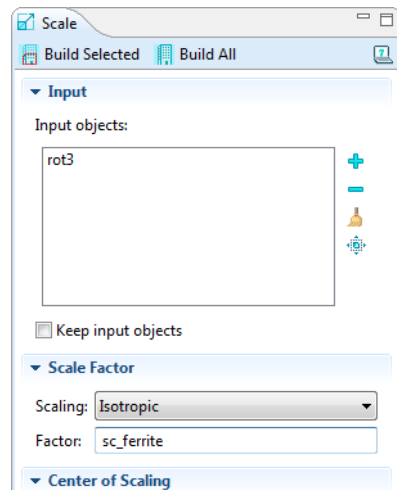 Scale
Build Selected Build All
Input
Input objects:
rot3
Keep input objects
Scale Factor
Scaling: Isotropic
Factor: sc_ferrite
Center of Scaling